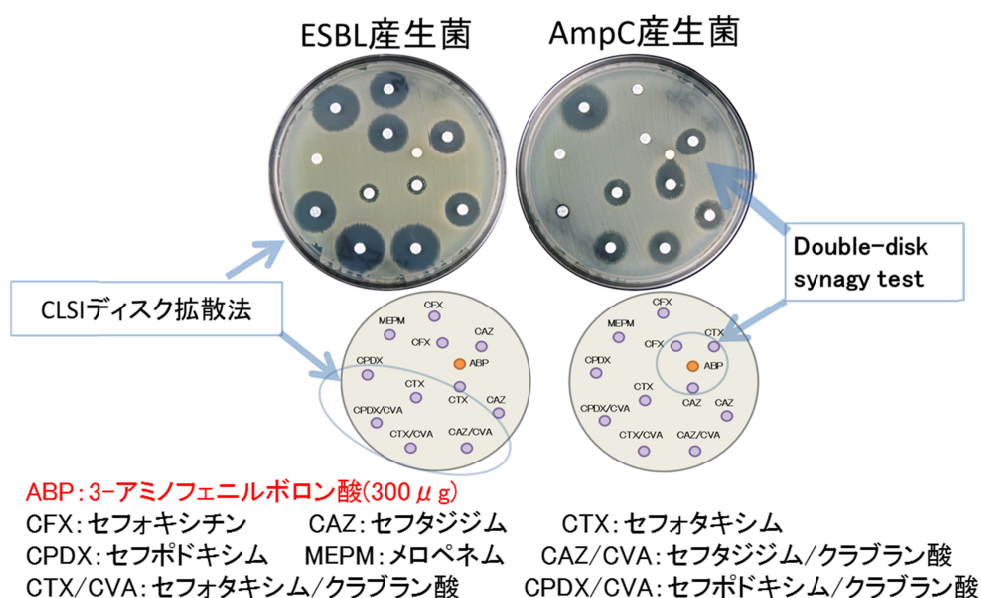 ESBL産生菌
AmpC産生菌
CLSIディスク拡散法
Double-disk
synagy test
CFX
MEPM
CFX
CAZ
CPDX
ABP
CTX
CTX
CAZ
CPDX/CVA
CTX/CVA
CAZ/CVA
CFX
MEPM
CTX
CFX
CPDX
ABP
CTX
CAZ
CAZ
CPDX/CVA
CTX/CVA
CAZ/CVA
ABP:3-アミノフェニルボロン酸(300μg)
CFX:セフォキシチン CAZ:セフタジジム CTX:セフォタキシム
CPDX:セフポドキシム MEPM:メロペネム CAZ/CVA:セフタジジム/クラブラン酸
CTX/CVA:セフォタキシム/クラブラン酸 CPDX/CVA:セフポドキシム/クラブラン酸